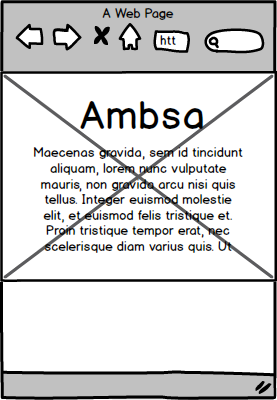 A Web Page
htt
Ambsa
Maecenas gravida, sem id tincidunt
aliquam, lorem nunc vulputate
mauris, non gravida arcu nisi quis
tellus. Integer euismod molestie
elit, et euismod felis tristique et.
Proin tristique tempor erat, nec
scelerisque diam varius quis. Ut